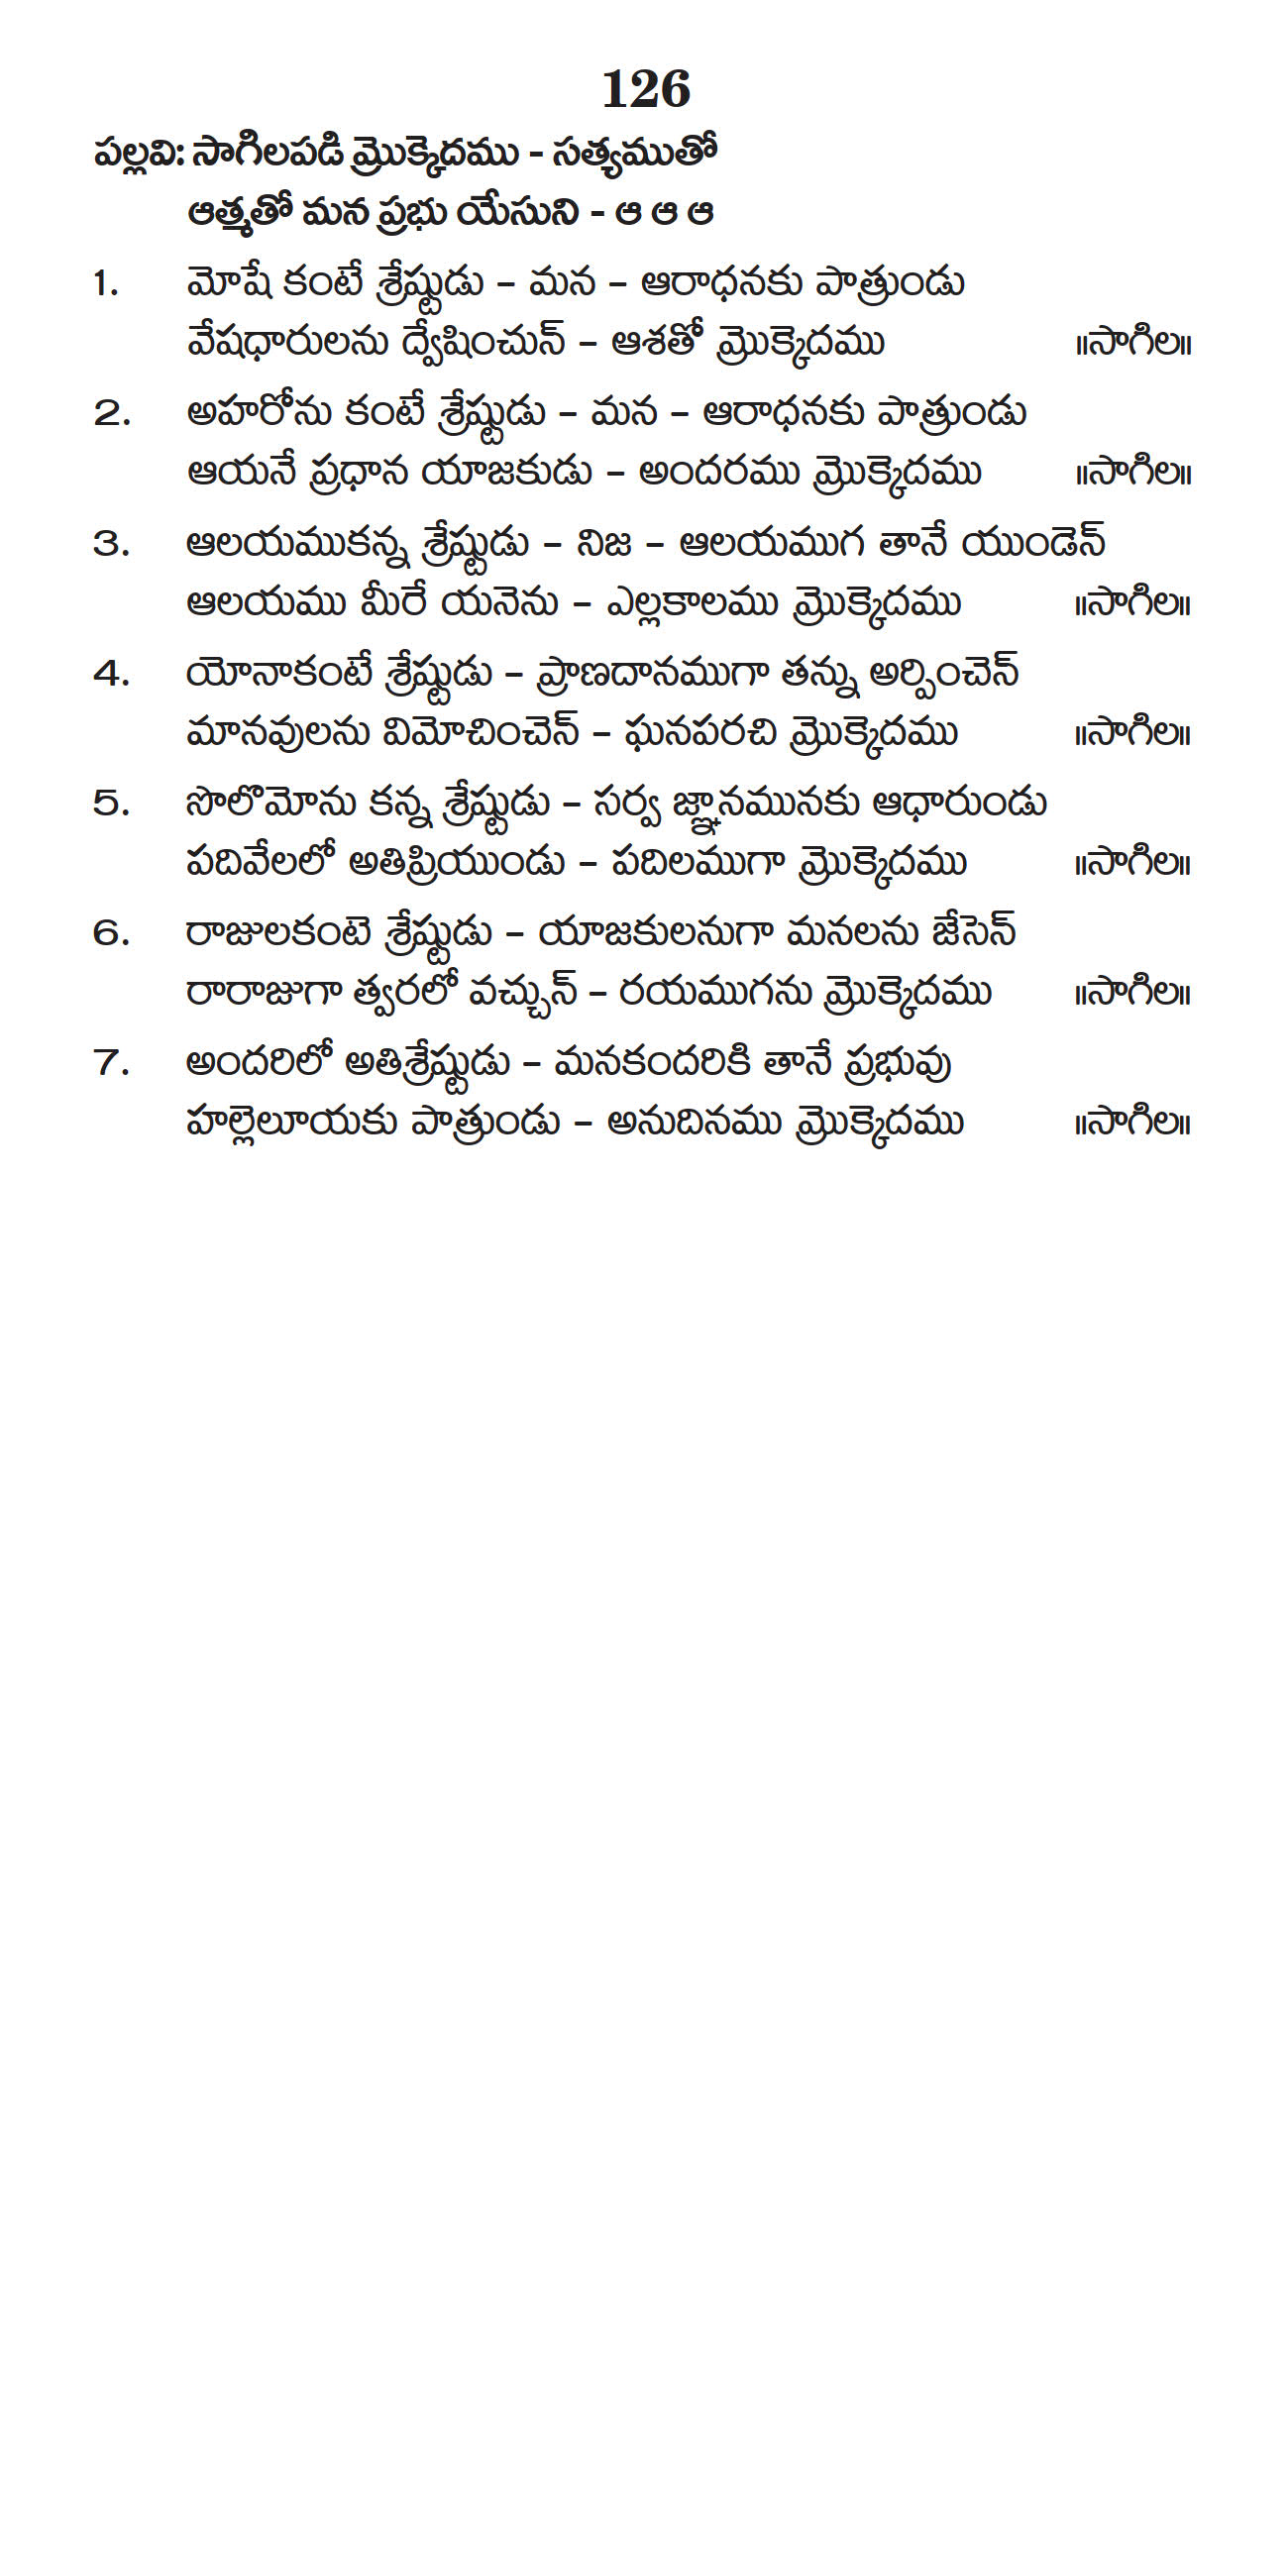 126
పల్లవి: సాగిలపడి మ్రొక్కెదము - సత్యముతో
ఆత్మతో మన ప్రభు యేసుని - ఆ ఆ ఆ
1. మోషే కంటే శ్రేష్టుడు – మన – ఆరాధనకు పాత్రుండు
వేషధారులను ద్వేషించున్ – ఆశతో మ్రొక్కెదము ॥సాగిల॥
2. అహరోను కంటే శ్రేష్టుడు – మన – ఆరాధనకు పాత్రుండు
ఆయనే ప్రధాన యాజకుడు – అందరము మ్రొక్కెదము ॥సాగిల॥
3. ఆలయముకన్న శ్రేష్టుడు – నిజ – ఆలయముగ తానే యుండెన్
ఆలయము మీరే యనెను – ఎల్లకాలము మ్రొక్కెదము ॥సాగిల॥
4. యోనాకంటే శ్రేష్టుడు – ప్రాణదానముగా తన్ను అర్పించెన్
మానవులను విమోచించెన్ – ఘనపరచి మ్రొక్కెదము ॥సాగిల॥
5. సొలొమోను కన్న శ్రేష్టుడు – సర్వ జ్ఞానమునకు ఆధారుండు
పదివేలలో అతిప్రియుండు – పదిలముగా మ్రొక్కెదము ॥సాగిల॥
6. రాజులకంటె శ్రేష్టుడు – యాజకులనుగా మనలను జేసెన్
రారాజుగా త్వరలో వచ్చున్ – రయముగను మ్రొక్కెదము ॥సాగిల॥
7. అందరిలో అతిశ్రేష్టుడు – మనకందరికి తానే ప్రభువు
హల్లెలూయకు పాత్రుండు – అనుదినము మ్రొక్కెదము ॥సాగిల॥